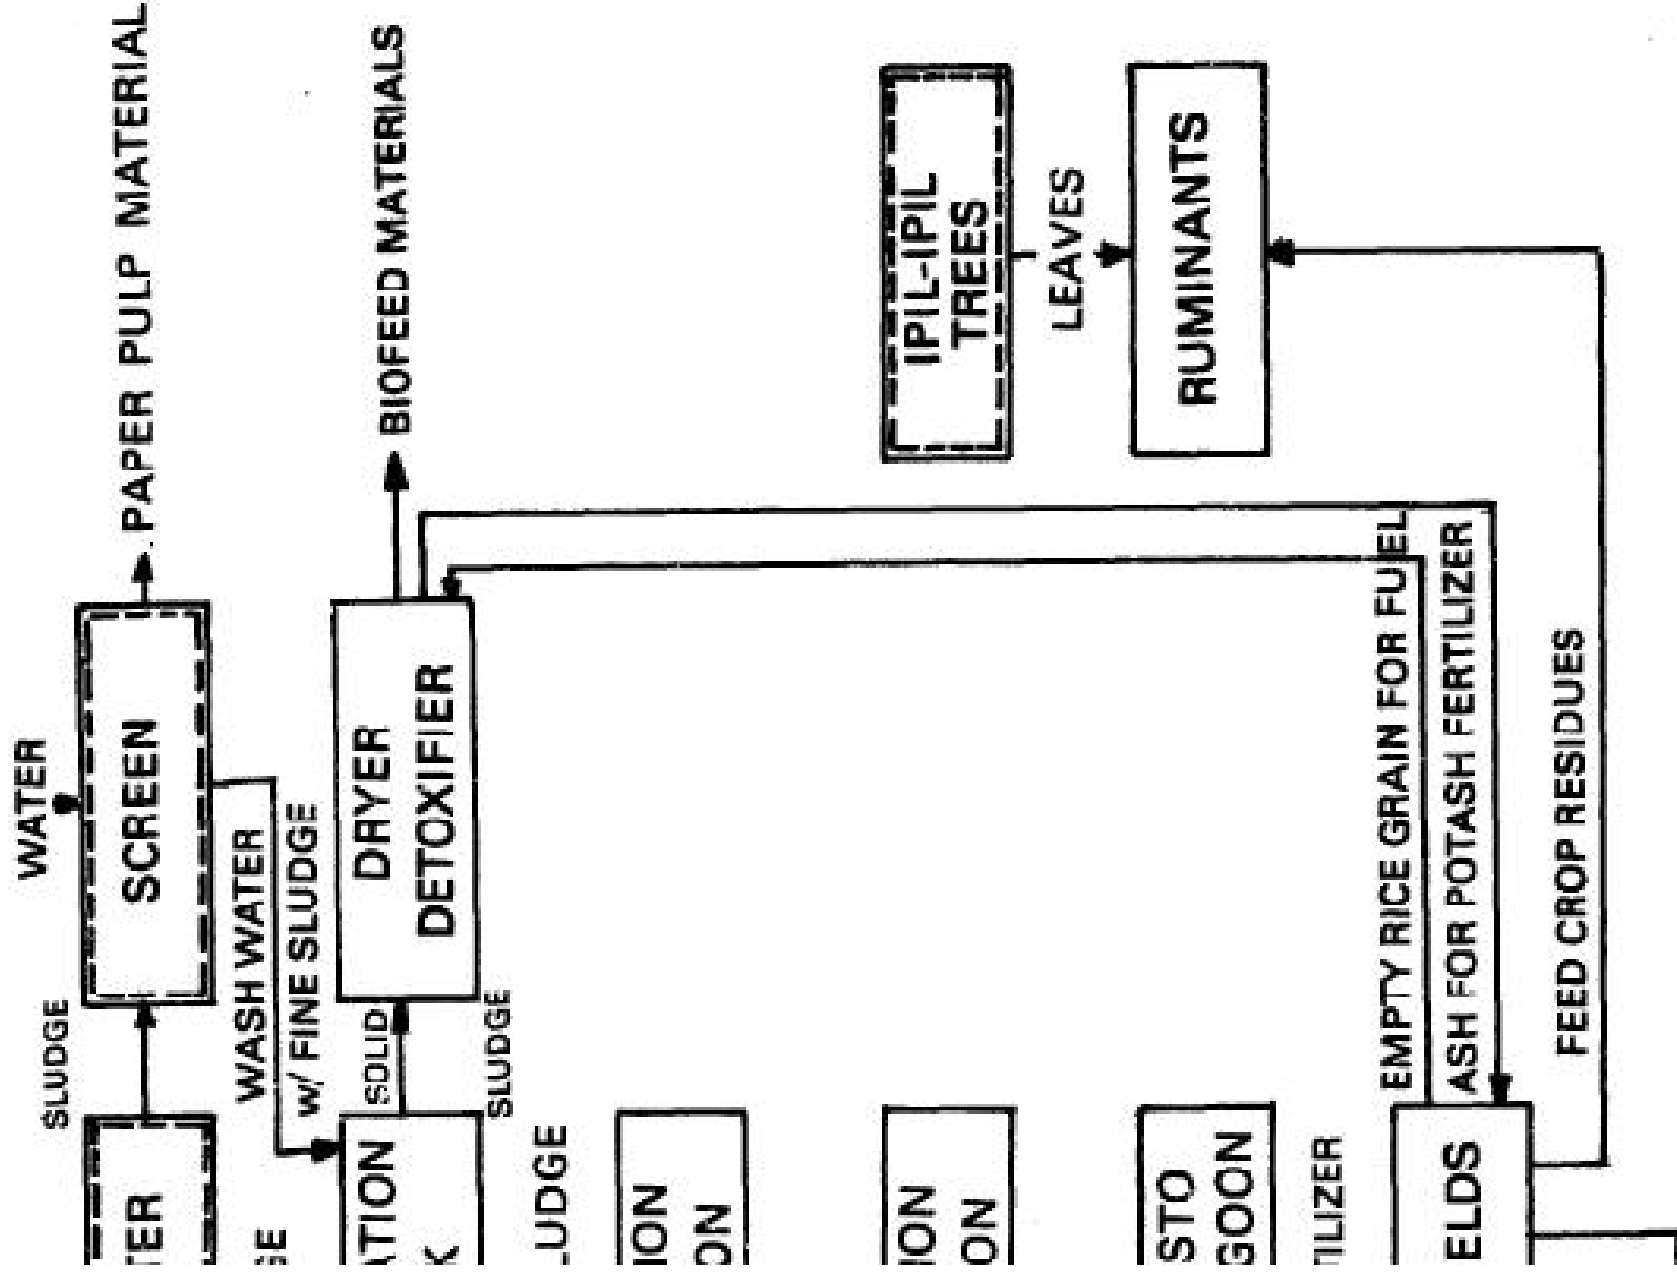 PAPER PULP MATERIAL
BIOFEED MATERIALS
IPIL-IPIL
TREES
LEAVES
RUMINANTS
WATER
SCREEN
WASH WATER
w/ FINE SLUDGE
DRYER
DETOXIFIER
EMPTY RICE GRAIN FOR FUEL
ASH FOR POTASH FERTILIZER
FEED CROP RESIDUES
SLUDGE
SOLID
SLUDGE
TER
GE
ATION
K
LUDGE
ION
ON
ION
ON
STO
GOON
TILIZER
ELDS